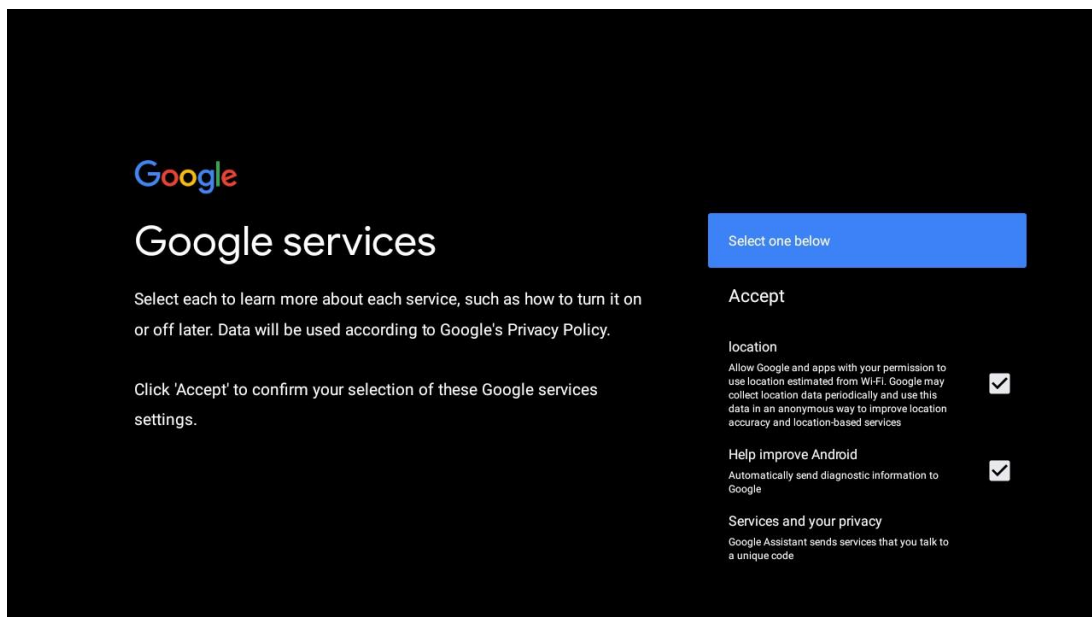 Google
Google services
Select each to learn more about each service, such as how to turn it on
or off later. Data will be used according to Google's Privacy Policy.
Click 'Accept' to confirm your selection of these Google services
settings.
Select one below
Accept
location
Allow Google and apps with your permission to
use location estimated from Wi-Fi. Google may
collect location data periodically and use this
data in an anonymous way to improve location
accuracy and location-based services
Help improve Android
Automatically send diagnostic information to
Google
Services and your privacy
Google Assistant sends services that you talk to
a unique code